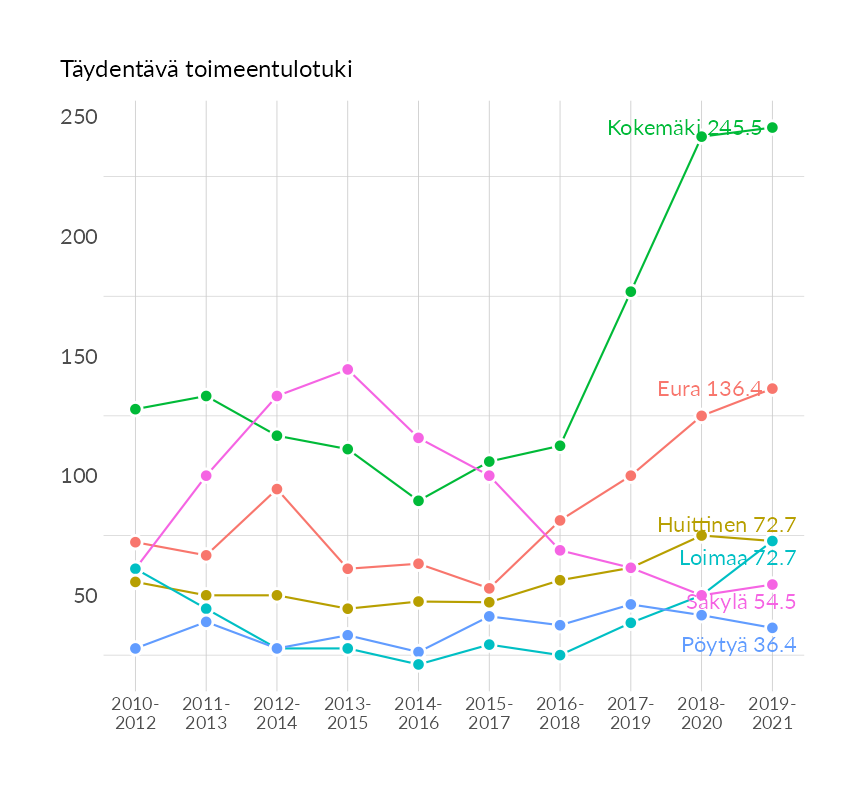 Täydentävä toimeentulotuki
250
200
150
100
50
Kokemäki 245.5
Eura 136.4
Huittinen 72.7
Loimaa 72.7
Säkylä 54.5
Pöytyä 36.4
2010- 2011- 2012- 2013- 2014- 2015- 2016- 2017- 2018- 2019-
2012 2013 2014 2015 2016 2017 2018 2019 2020 2021